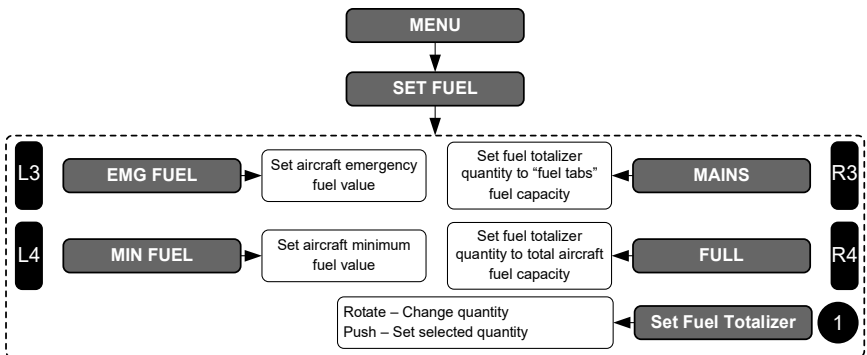 MENU
SET FUEL
L3
EMG FUEL
Set aircraft emergency
fuel value
Set fuel totalizer
quantity to “fuel tabs”
fuel capacity
MAINS
R3
L4
MIN FUEL
Set aircraft minimum
fuel value
Set fuel totalizer
quantity to total aircraft
fuel capacity
FULL
R4
Rotate – Change quantity
Push – Set selected quantity
Set Fuel Totalizer
1